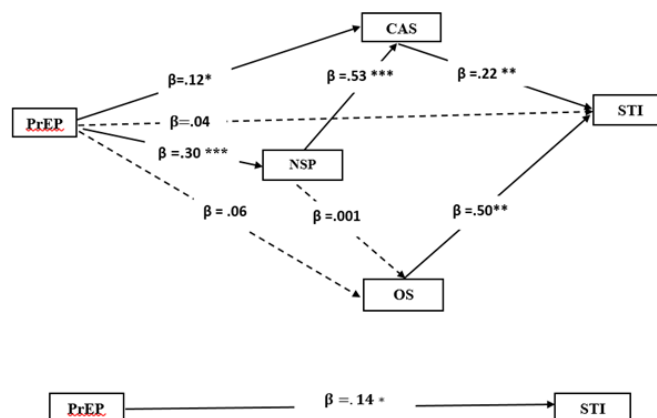 CAS
β=.12*
β=.53 ***
β=.22 **
PrEP
β=.04
STI
β=.30 ***
NSP
β = .06
β = .001
β =.50**
OS
PrEP
β =. 14 *
STI